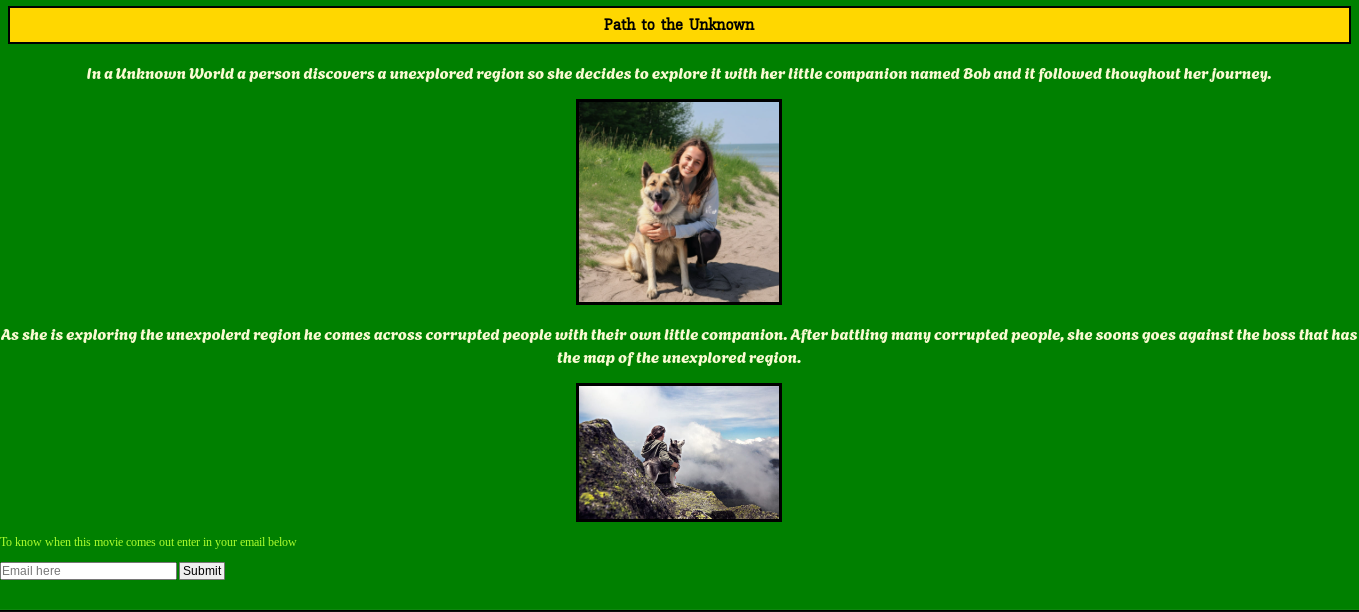 Path to the Unknown
In a Unknown World a person discovers a unexplored region so she decides to explore it with her little companion named Bob and it followed thoughout her journey.
As she is exploring the unexpolerd region he comes across corrupted people with their own little companion. After battling many corrupted people, she soons goes against the boss that has
the map of the unexplored region.
To know when this movie comes out enter in your email below
Email here Submit